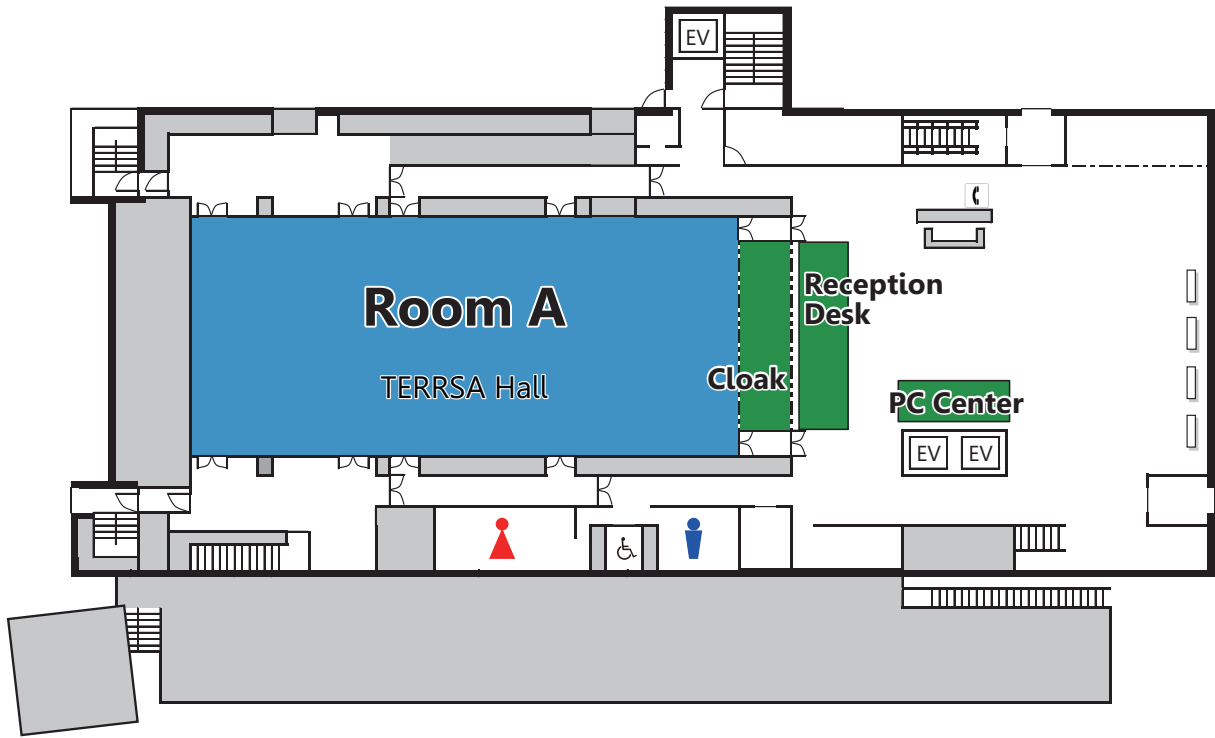 EV
Room A
TERRSA Hall
Reception
Desk
Cloak
PC Center
EV
EV